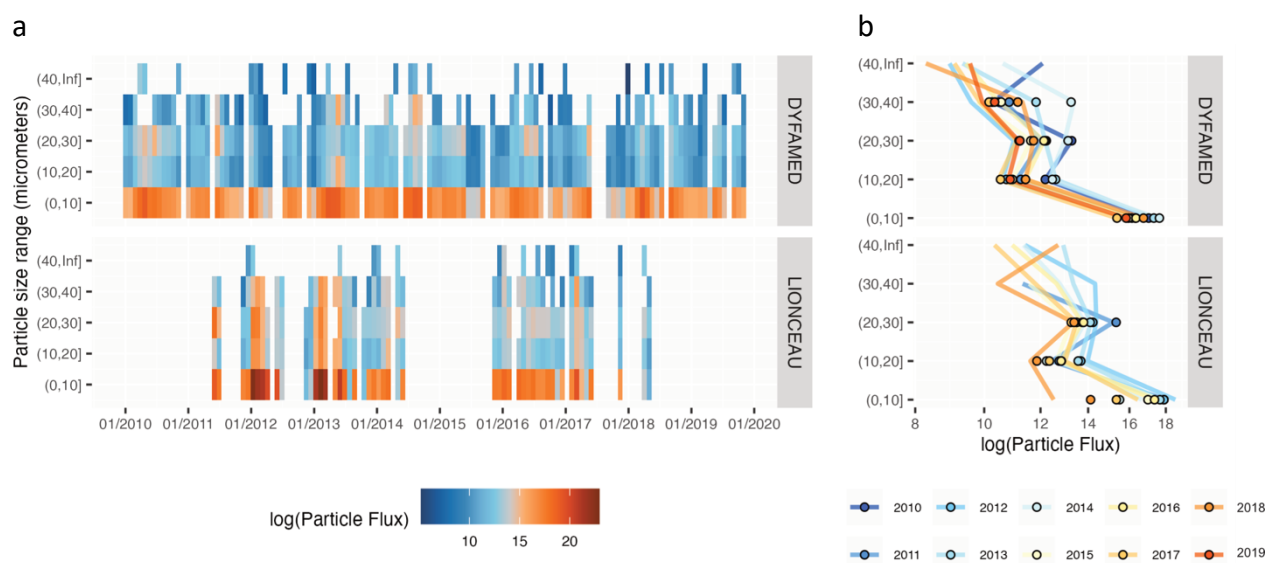 a
b
Particle size range (micrometers)
(40,Inf]
(30,40]
(20,30]
(10,20]
(0,10]
DYFAMED
(40,Inf]
(30,40]
(20,30]
(10,20]
(0,10]
LIONCEAU
01/2010 01/2011 01/2012 01/2013 01/2014 01/2015 01/2016 01/2017 01/2018 01/2019 01/2020
log(Particle Flux)
10 15 20
(40,Inf]
(30,40]
(20,30]
(10,20]
(0,10]
DYFAMED
(40,Inf]
(30,40]
(20,30]
(10,20]
(0,10]
LIONCEAU
8 10 12 14 16 18
log(Particle Flux)
2010 2012 2014 2016 2018
2011 2013 2015 2017 2019